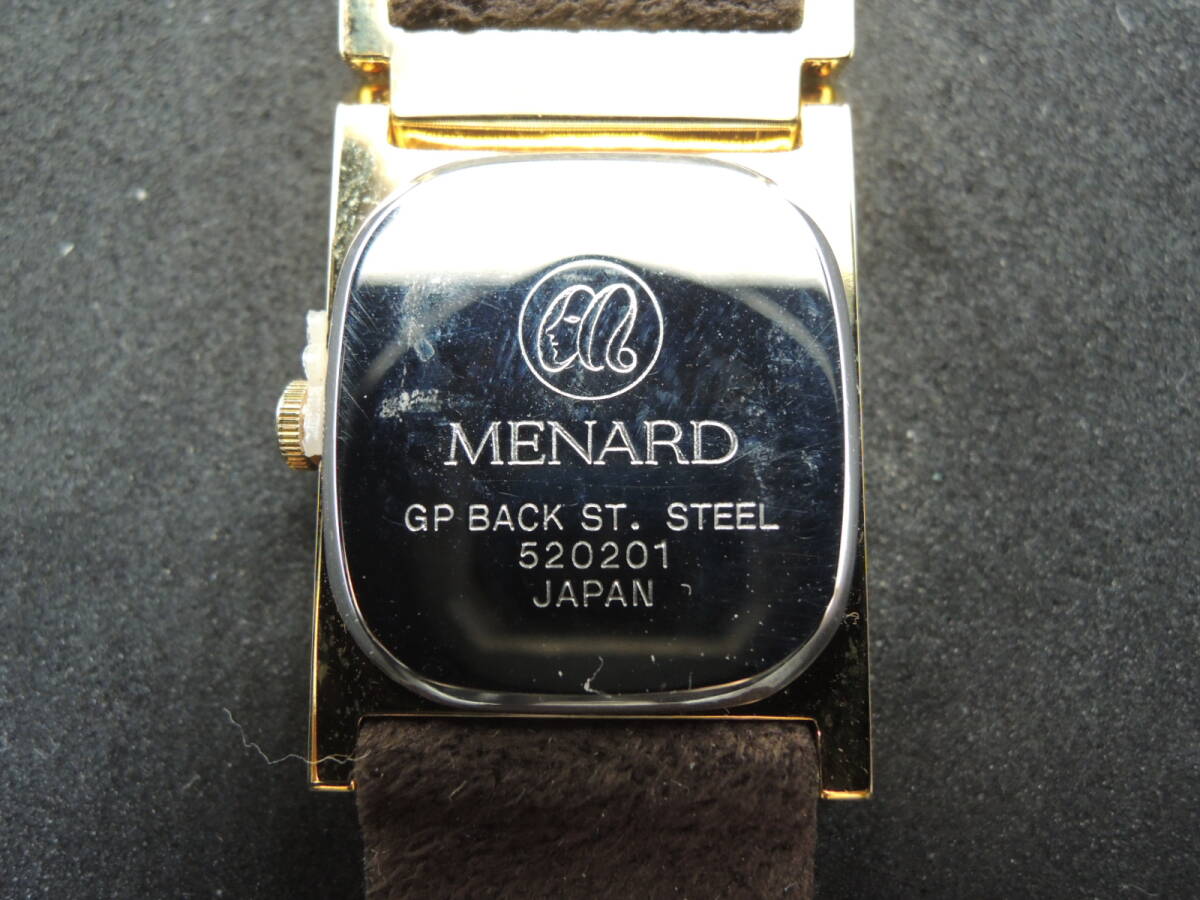 MENARD
GP BACK ST. STEEL
520201
JAPAN